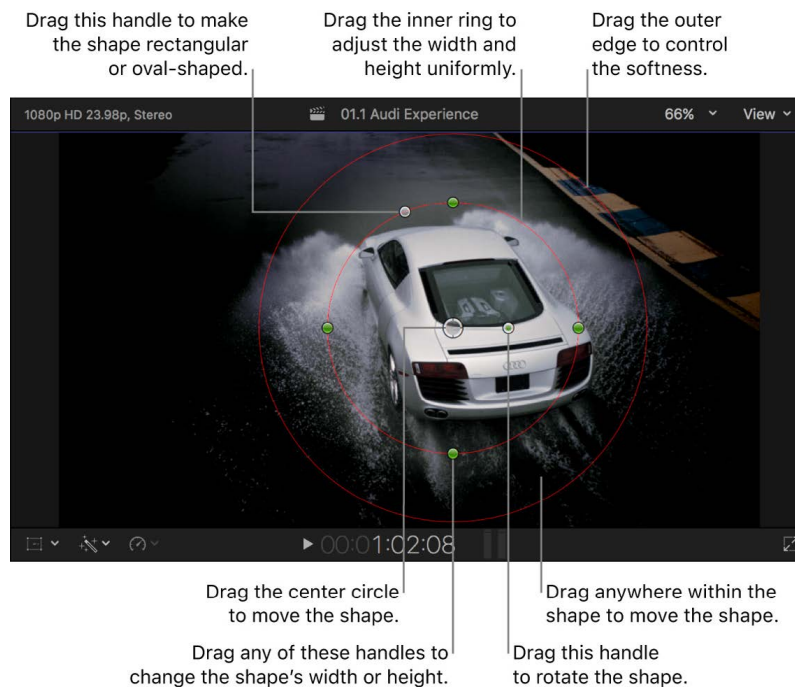 Drag this handle to make
the shape rectangular
or oval-shaped.
Drag the inner ring to
adjust the width and
height uniformly.
Drag the outer
edge to control
the softness.
1080p HD 23.98p, Stereo
01.1 Audi Experience
66%
View
00:01:02:08
Drag the center circle
to move the shape.
Drag anywhere within the
shape to move the shape.
Drag any of these handles to
change the shape’s width or height.
Drag this handle
to rotate the shape.